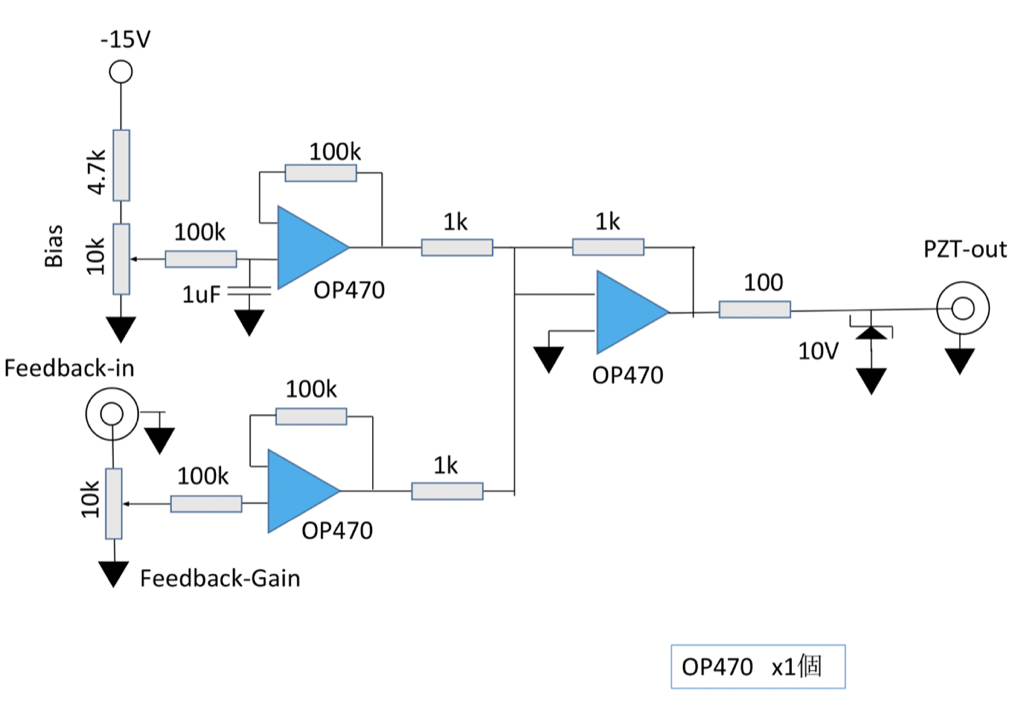 -15V
4.7k
100k
Bias
10k
100k
1k
1k
PZT-out
1uF
OP470
100
10V
OP470
Feedback-in
100k
10k
100k
1k
OP470
Feedback-Gain
OP470 x1個